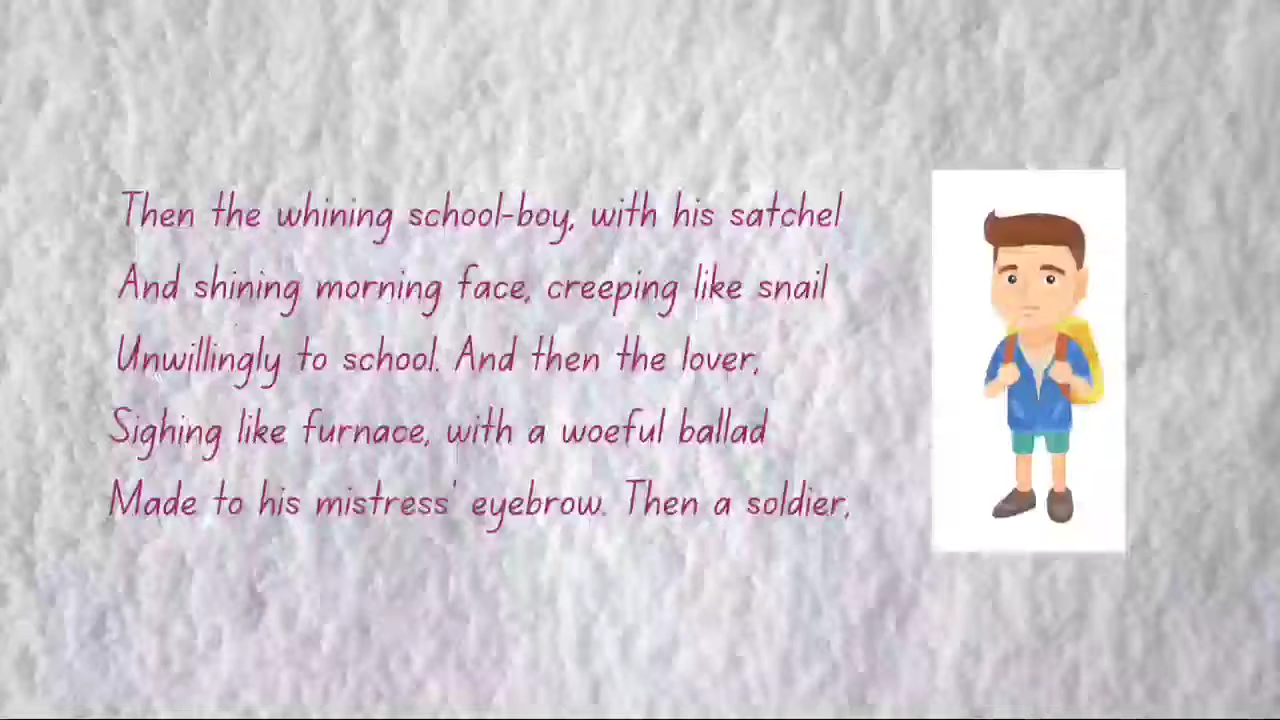 Then the whining school-boy, with his satchel
And shining morning face, creeping like snail
Unwillingly to school. And then the lover,
Sighing like furnace, with a woeful ballad
Made to his mistress' eyebrow. Then a soldier,